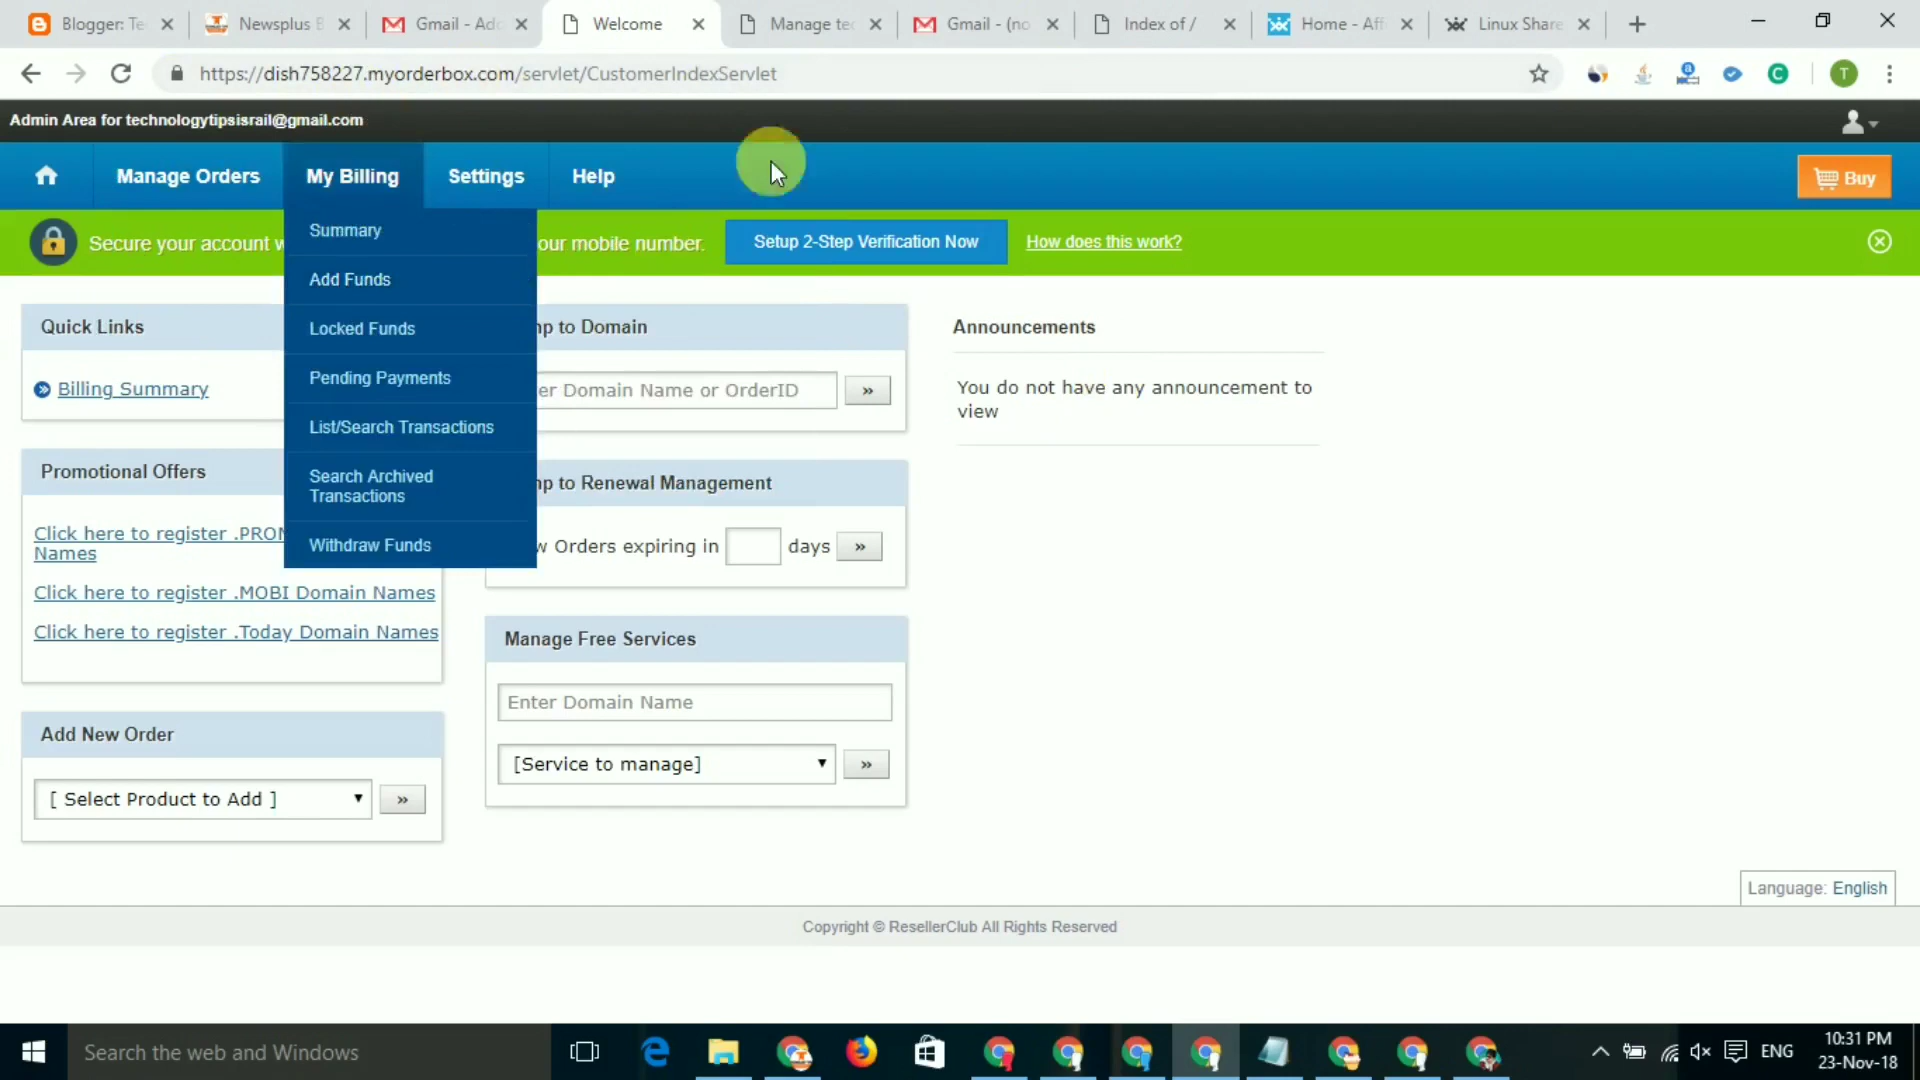 Blogger: Te
Newsplus B
Gmail - Add
Welcome
Manage tec
Gmail - (no
Index of /
Home - Affi
Linux Share
https://dish758227.myorderbox.com/servlet/CustomerIndexServlet
T
Admin Area for technologytipsisrail@gmail.com
Manage Orders
My Billing
Settings
Help
Buy
Secure your account w
our mobile number.
Setup 2-Step Verification Now
How does this work?
Summary
Add Funds
Locked Funds
Pending Payments
List/Search Transactions
Search Archived
Transactions
Withdraw Funds
Quick Links
Billing Summary
Promotional Offers
Click here to register .PROM
Names
Click here to register .MOBI Domain Names
Click here to register .Today Domain Names
Add New Order
[ Select Product to Add ]
»
mp to Domain
er Domain Name or OrderID
»
mp to Renewal Management
w Orders expiring in
days
»
Manage Free Services
Enter Domain Name
[Service to manage]
»
Announcements
You do not have any announcement to
view
Language: English
Copyright © ResellerClub All Rights Reserved
Search the web and Windows
ENG
10:31 PM
23-Nov-18